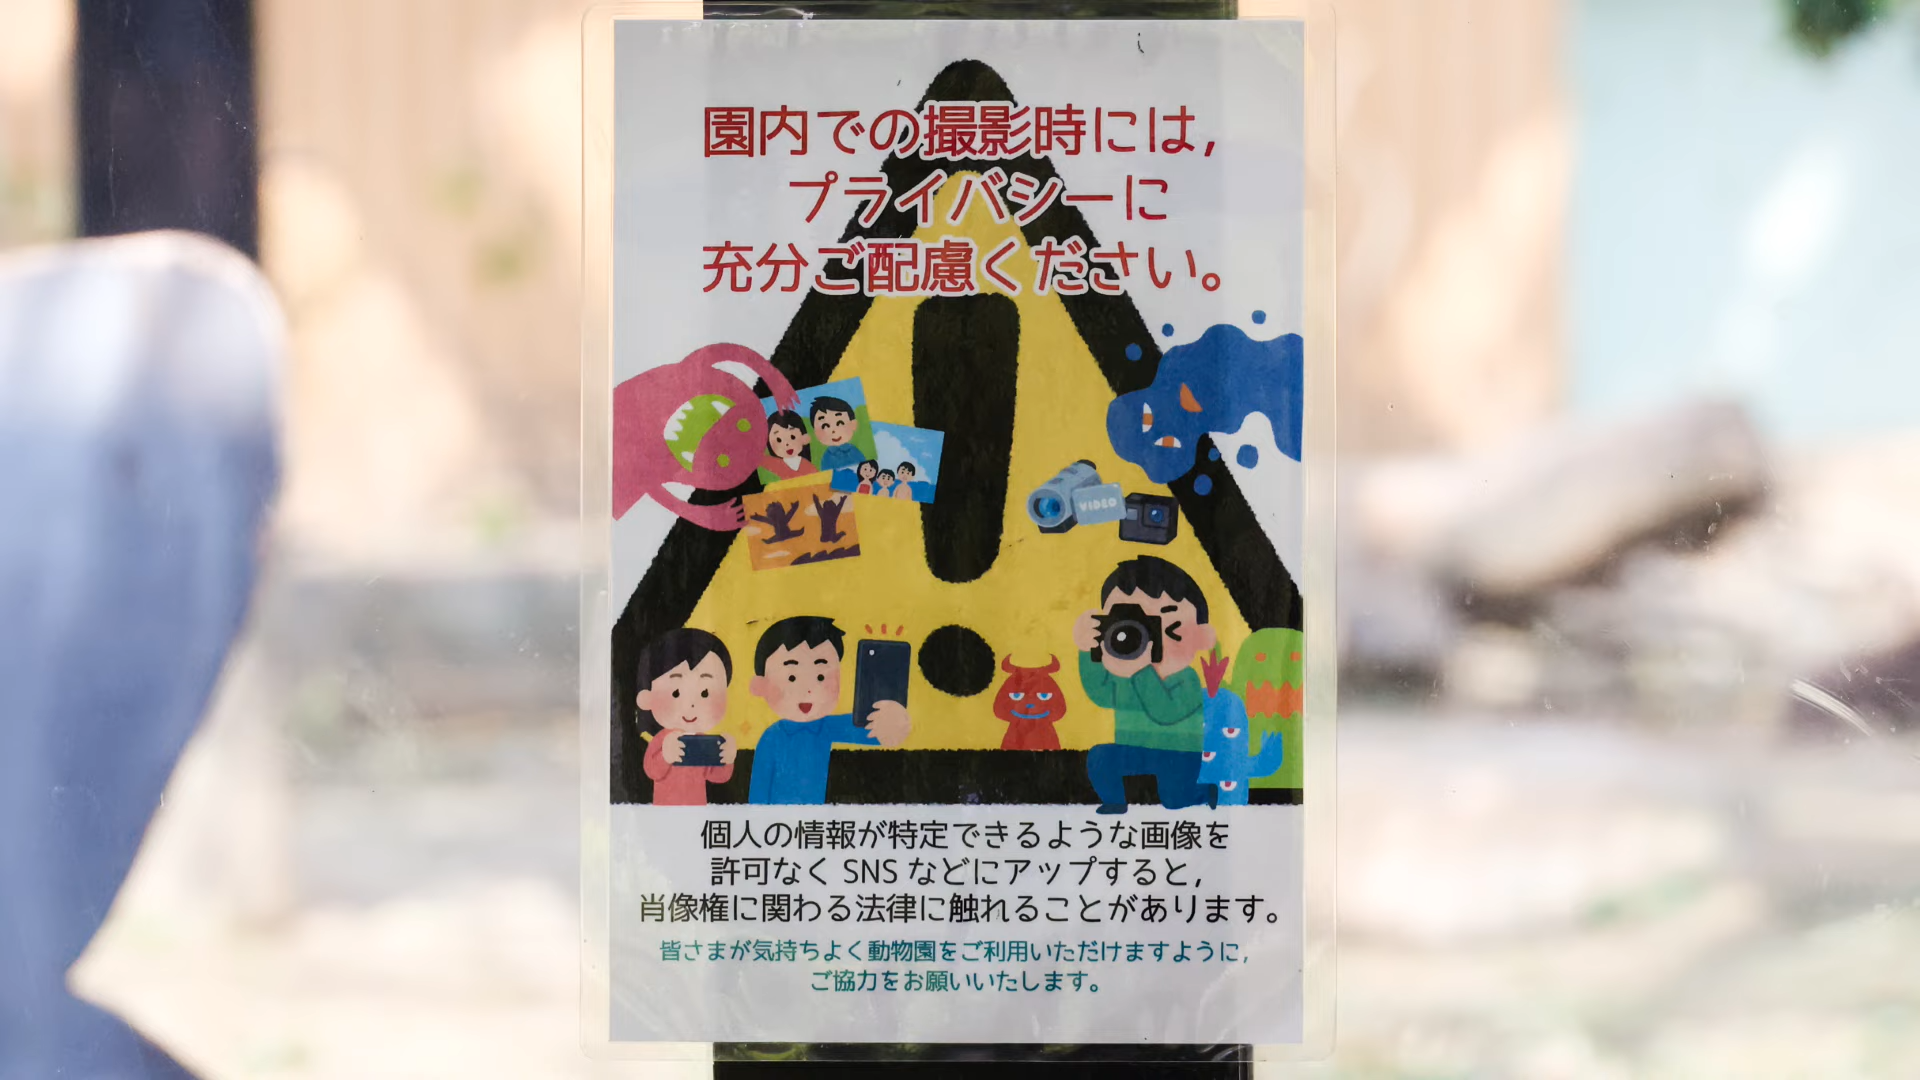 園内での撮影時には,
プライバシーに
充分ご配慮ください。
VIDEO
個人の情報が特定できるような画像を
許可なく SNS などにアップすると,
肖像権に関わる法律に触れることがあります。
皆さまが気持ちよく動物園をご利用いただけますように,
ご協力をお願いいたします。